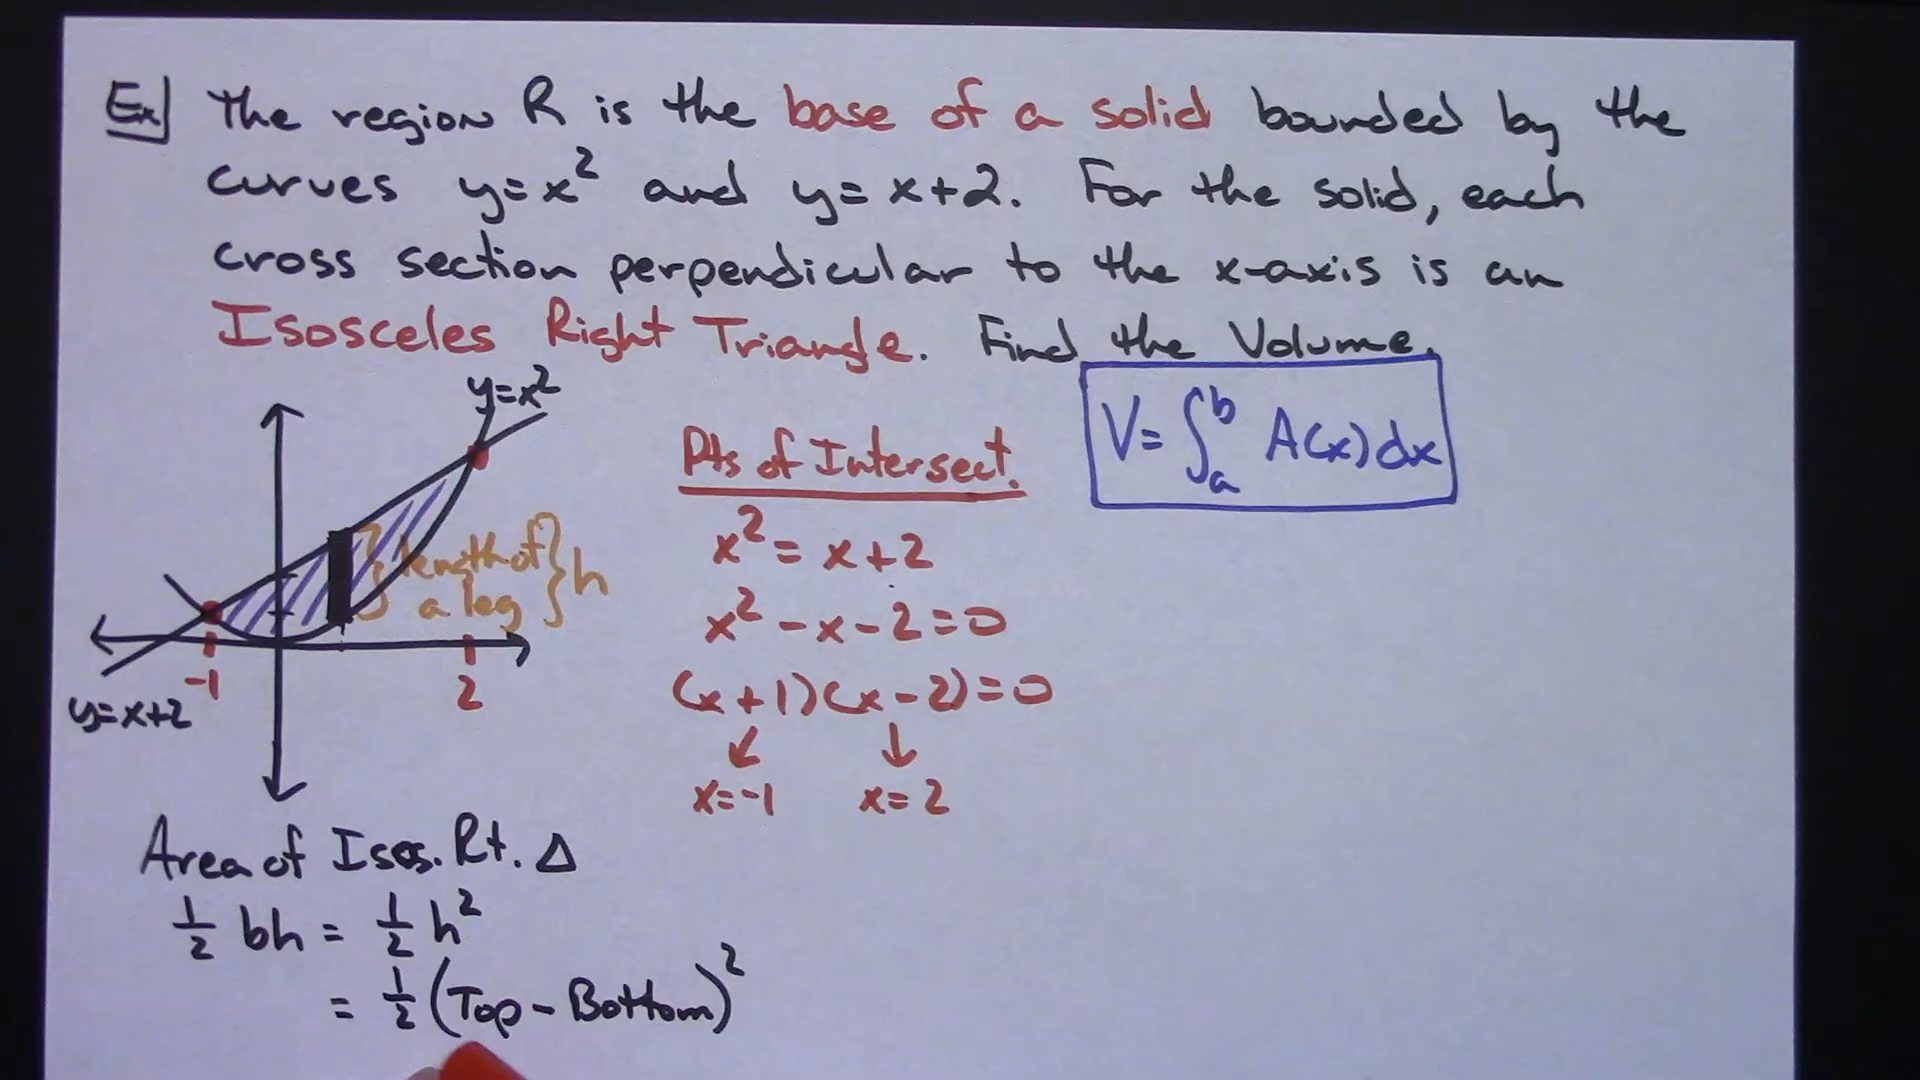 Ex The region R is the base of a solid bounded by the
curves y=x² and y=x+2. For the solid, each
cross section perpendicular to the x-axis is an
Isosceles Right Triangle. Find the Volume.
y=x²
length of
a leg
h
-1
2
y=x+2
Pts of Intersect.
x² = x+2
x² - x - 2 = 0
(x+1)(x-2)=0
x=-1 x=2
V= ∫ₐᵇ A(x)dx
Area of Isos. Rt. Δ
1/2 bh = 1/2 h²
= 1/2 (Top - Bottom)²